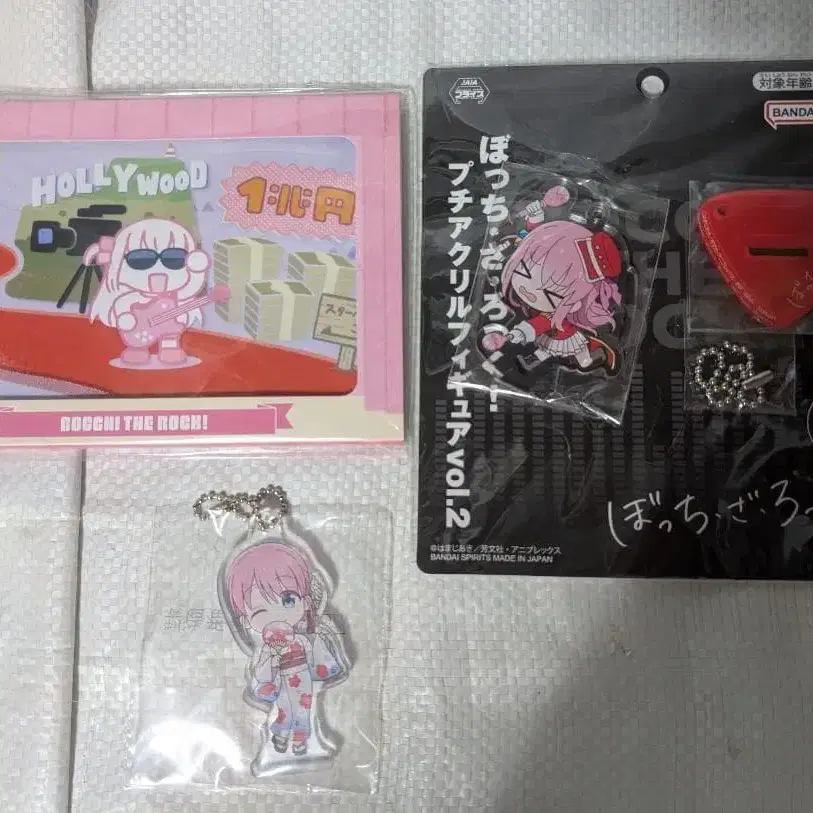 HOLLYWOOD
1兆円
BOCCHI THE ROCK!
JAIA
プライズ
対象年齢
BANDA
ぼっち・ざ・ろっく!
プチアクリルフィギュアvol.2
ぼっち・ざ・ろっ
©はまじあき/芳文社・アニプレックス
BANDAI SPIRITS MADE IN JAPAN